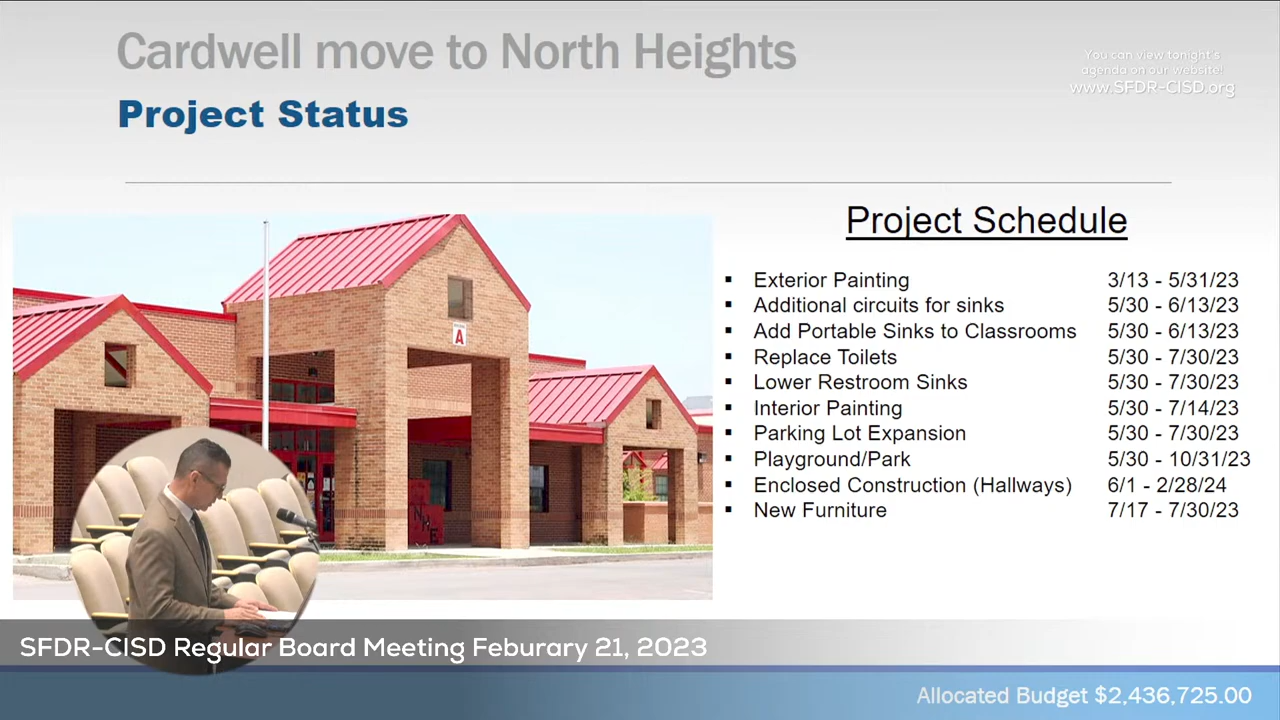 Cardwell move to North Heights
Project Status
You can view tonight's
agenda on our website!
www.SFDR-CISD.org
Project Schedule
▪ Exterior Painting 3/13 - 5/31/23
▪ Additional circuits for sinks 5/30 - 6/13/23
▪ Add Portable Sinks to Classrooms 5/30 - 6/13/23
▪ Replace Toilets 5/30 - 7/30/23
▪ Lower Restroom Sinks 5/30 - 7/30/23
▪ Interior Painting 5/30 - 7/14/23
▪ Parking Lot Expansion 5/30 - 7/30/23
▪ Playground/Park 5/30 - 10/31/23
▪ Enclosed Construction (Hallways) 6/1 - 2/28/24
▪ New Furniture 7/17 - 7/30/23
A
SFDR-CISD Regular Board Meeting Feburary 21, 2023
Allocated Budget $2,436,725.00